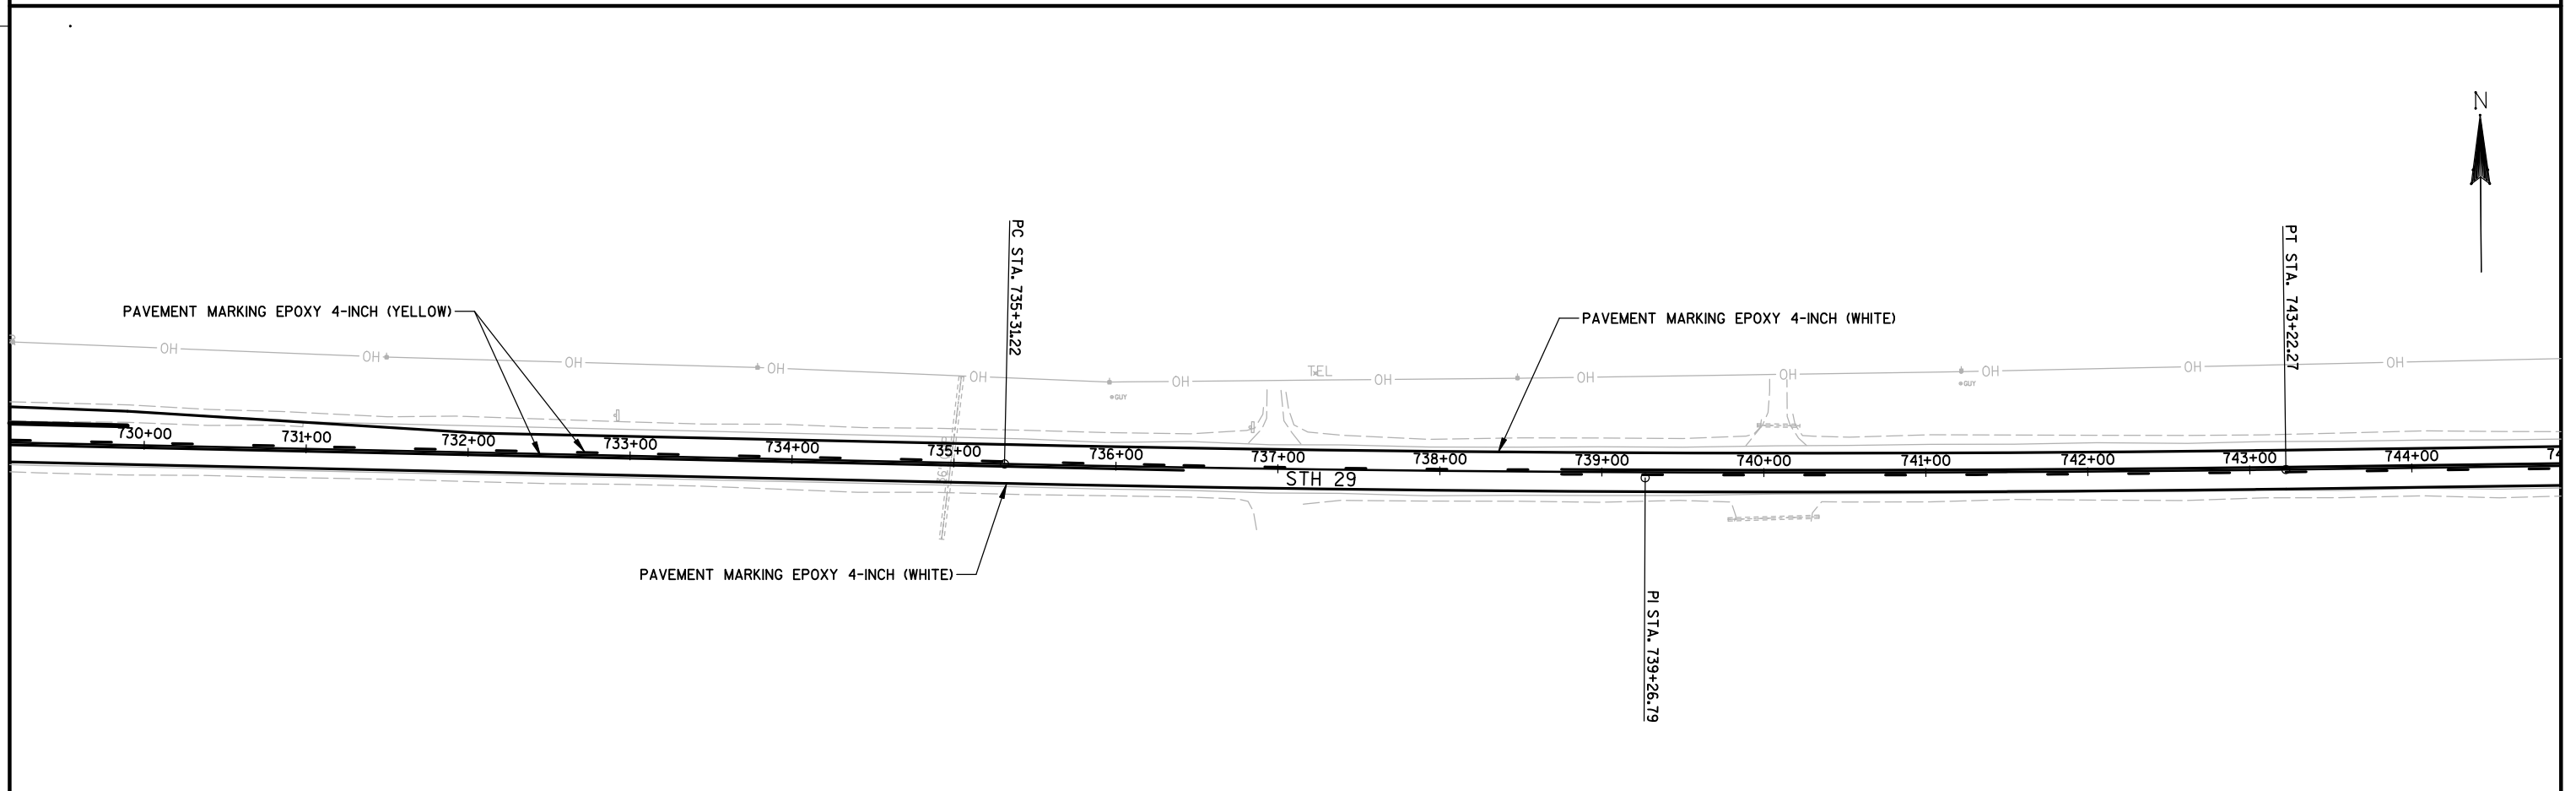 N
PC STA. 735+31.22
PT STA. 743+22.27
PAVEMENT MARKING EPOXY 4-INCH (YELLOW)
PAVEMENT MARKING EPOXY 4-INCH (WHITE)
OH OH OH OH OH OH OH OH OH OH OH OH
TEL
GUY
GUY
730+00 731+00 732+00 733+00 734+00 735+00 736+00 737+00 738+00 739+00 740+00 741+00 742+00 743+00 744+00 74
STH 29
PAVEMENT MARKING EPOXY 4-INCH (WHITE)
PI STA. 739+26.79